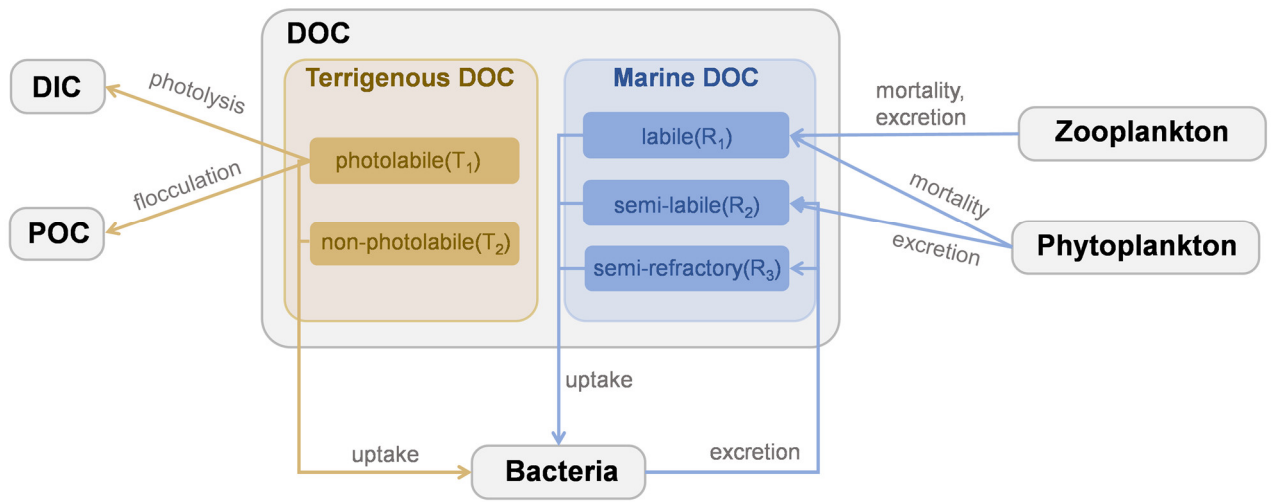 DOC
Terrigenous DOC
Marine DOC
DIC
photolysis
photolabile(T₁)
flocculation
POC
non-photolabile(T₂)
labile(R₁)
semi-labile(R₂)
semi-refractory(R₃)
mortality,
excretion
Zooplankton
mortality
excretion
Phytoplankton
uptake
uptake
Bacteria
excretion